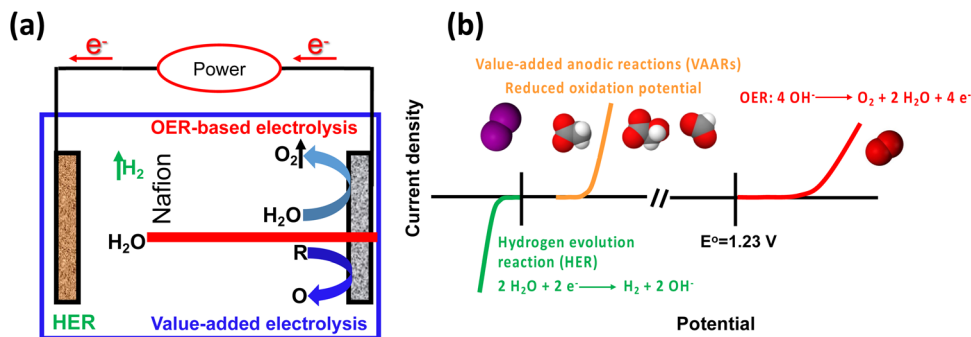 (a)
e⁻
e⁻
Power
OER-based electrolysis
O₂
H₂
Nafion
H₂O
H₂O
R
O
HER
Value-added electrolysis
(b)
Value-added anodic reactions (VAARs)
Reduced oxidation potential
OER: 4 OH⁻ → O₂ + 2 H₂O + 4 e⁻
Current density
E°=1.23 V
Hydrogen evolution
reaction (HER)
2 H₂O + 2 e⁻ → H₂ + 2 OH⁻
Potential